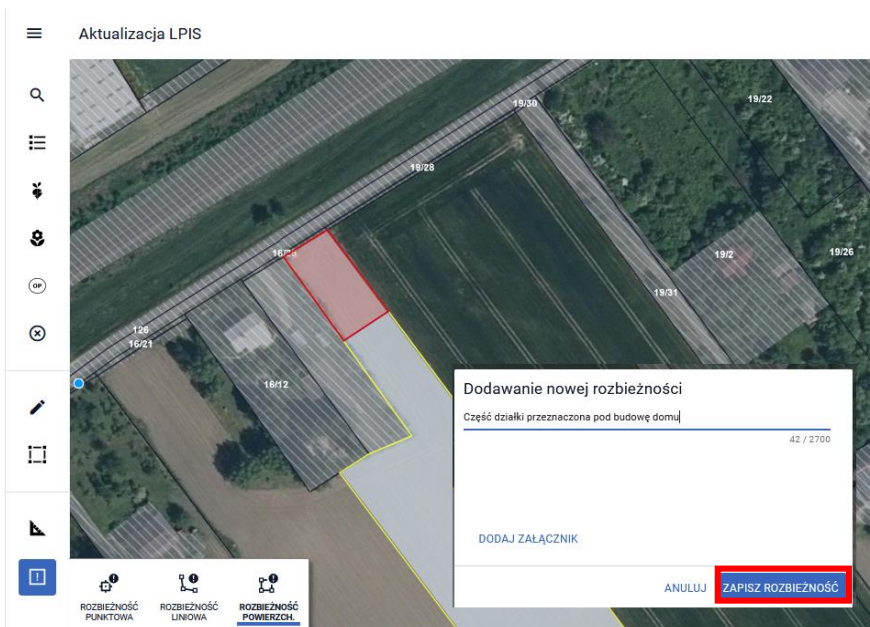 Aktualizacja LPIS
19/22
19/30
19/28
19/2
19/26
19/31
126
16/21
16/12
OP
Dodawanie nowej rozbieżności
Część działki przeznaczona pod budowę domu
42 / 2700
DODAJ ZAŁĄCZNIK
ANULUJ
ZAPISZ ROZBIEŻNOŚĆ
ROZBIEŻNOŚĆ PUNKTOWA
ROZBIEŻNOŚĆ LINIOWA
ROZBIEŻNOŚĆ POWIERZCH.